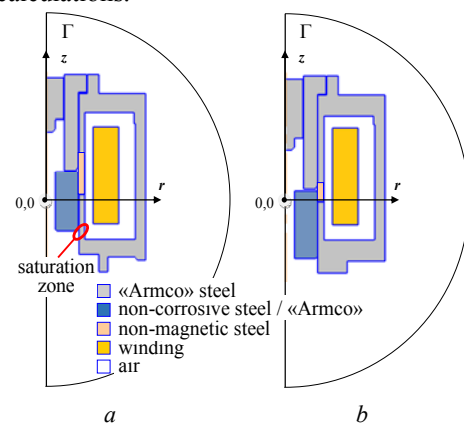 calculations.
Γ
Γ
z
z
r
r
0,0
0,0
saturation
zone
«Armco» steel
non-corrosive steel / «Armco»
non-magnetic steel
winding
air
a
b